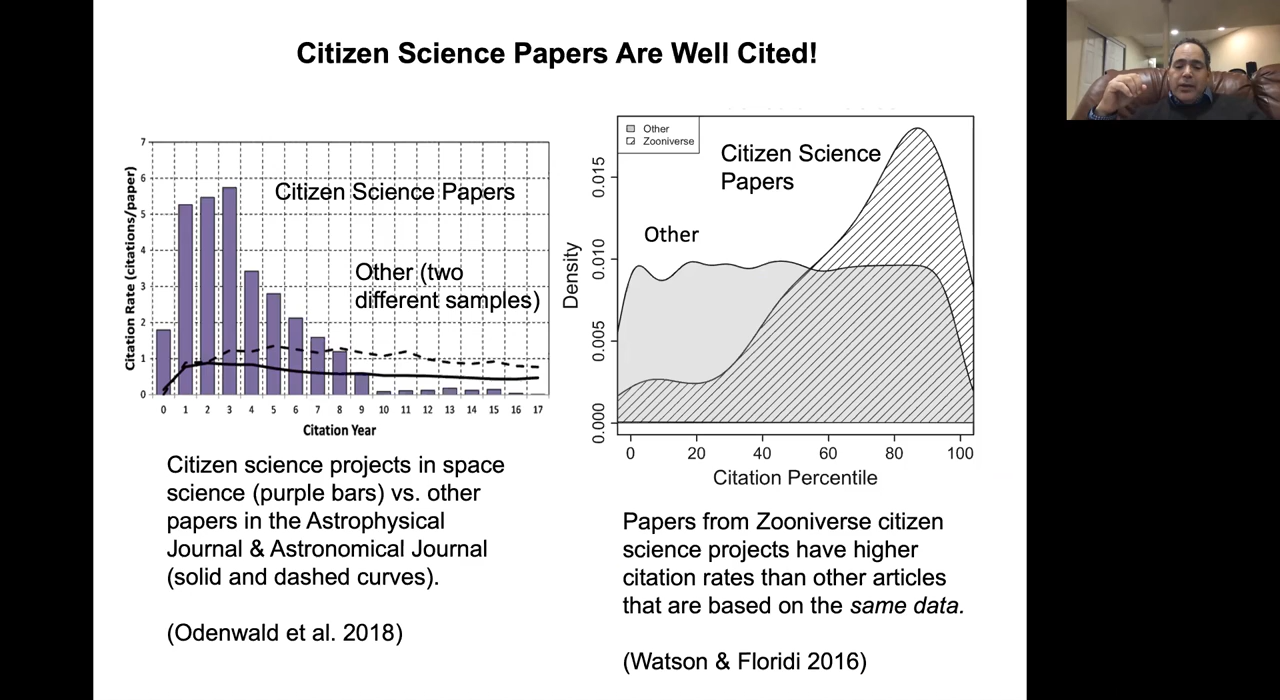 Citizen Science Papers Are Well Cited!
Citation Rate (citations/paper)
7
6
5
4
3
2
1
0
Citizen Science Papers
Other (two
different samples)
0 1 2 3 4 5 6 7 8 9 10 11 12 13 14 15 16 17
Citation Year
Citizen science projects in space
science (purple bars) vs. other
papers in the Astrophysical
Journal & Astronomical Journal
(solid and dashed curves).
(Odenwald et al. 2018)
Other
Zooniverse
Citizen Science
Papers
Other
Density
0.015
0.010
0.005
0.000
0 20 40 60 80 100
Citation Percentile
Papers from Zooniverse citizen
science projects have higher
citation rates than other articles
that are based on the same data.
(Watson & Floridi 2016)